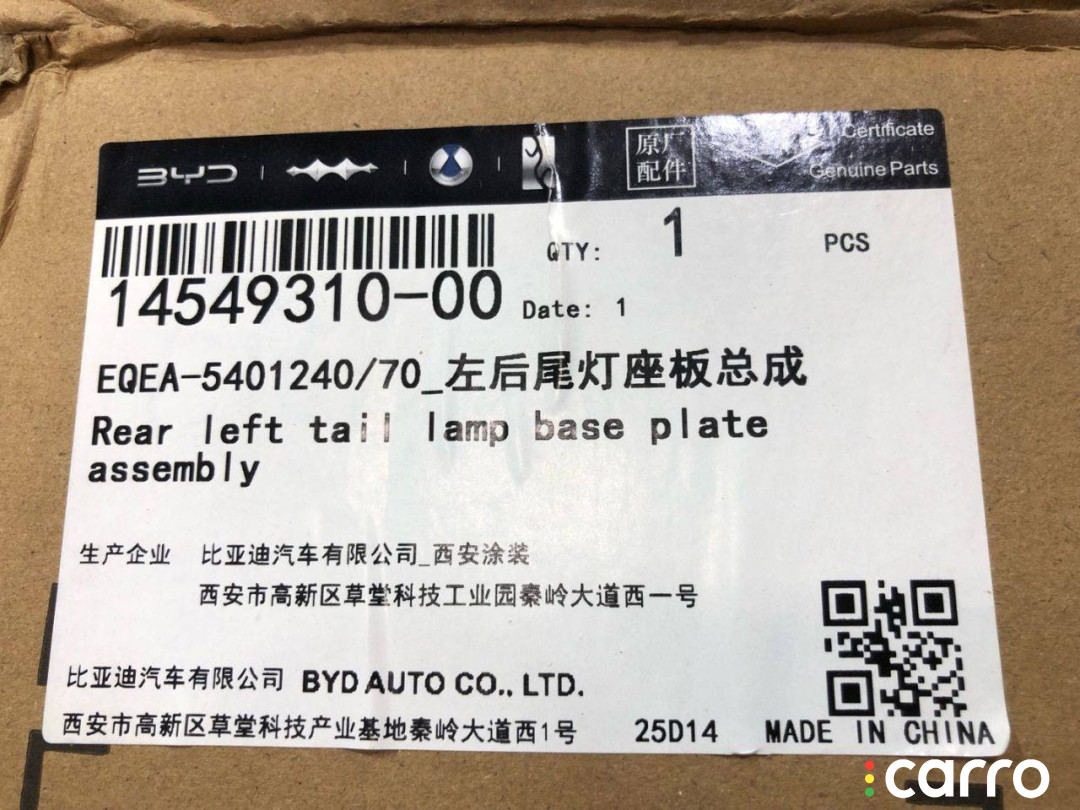 BYD
原厂
配件
Certificate
Genuine Parts
QTY: 1 PCS
14549310-00
Date: 1
EQEA-5401240/70_左后尾灯座板总成
Rear left tail lamp base plate
assembly
生产企业 比亚迪汽车有限公司_西安涂装
西安市高新区草堂科技工业园秦岭大道西一号
比亚迪汽车有限公司 BYD AUTO CO., LTD.
西安市高新区草堂科技产业基地秦岭大道西1号 25D14 MADE IN CHINA
carro